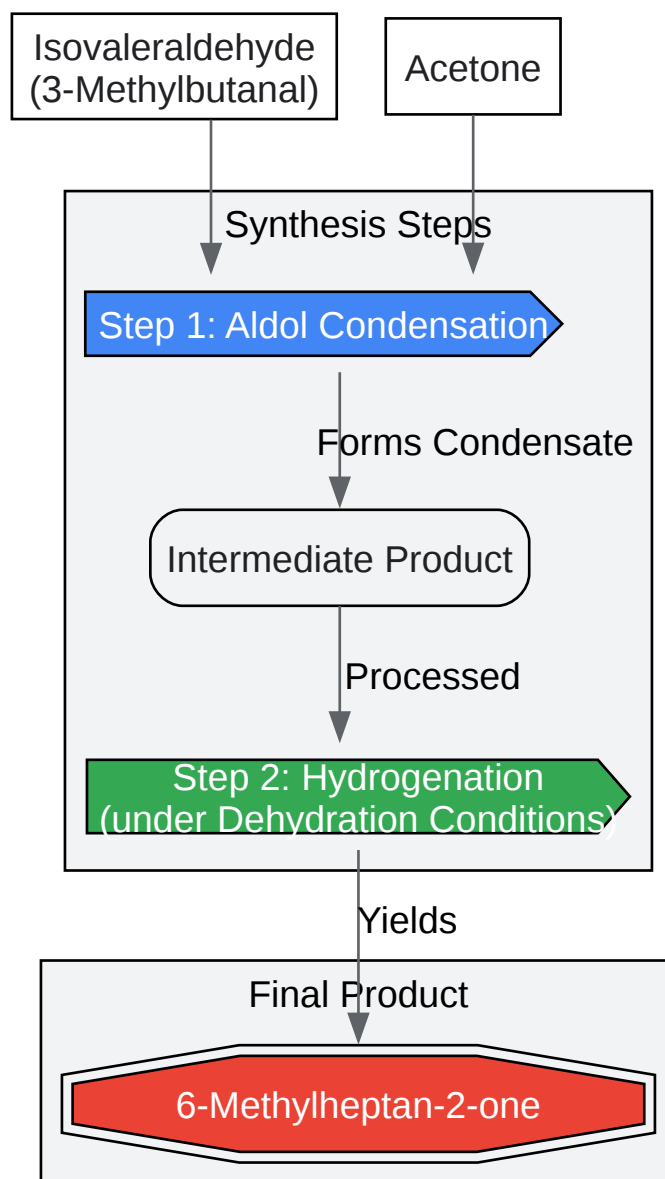 Isovaleraldehyde
(3-Methylbutanal)
Acetone
Synthesis Steps
Step 1: Aldol Condensation
Forms Condensate
Intermediate Product
Processed
Step 2: Hydrogenation
(under Dehydration Conditions)
Yields
Final Product
6-Methylheptan-2-one